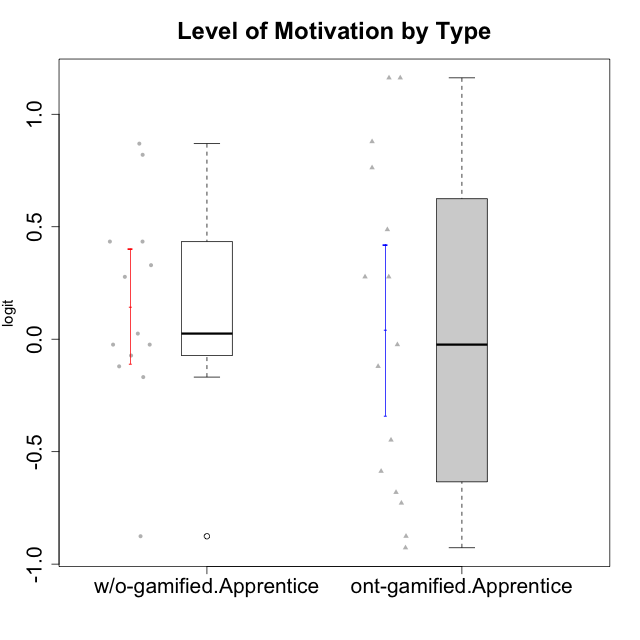 Level of Motivation by Type
logit
1.0
0.5
0.0
-0.5
-1.0
w/o-gamified.Apprentice
ont-gamified.Apprentice